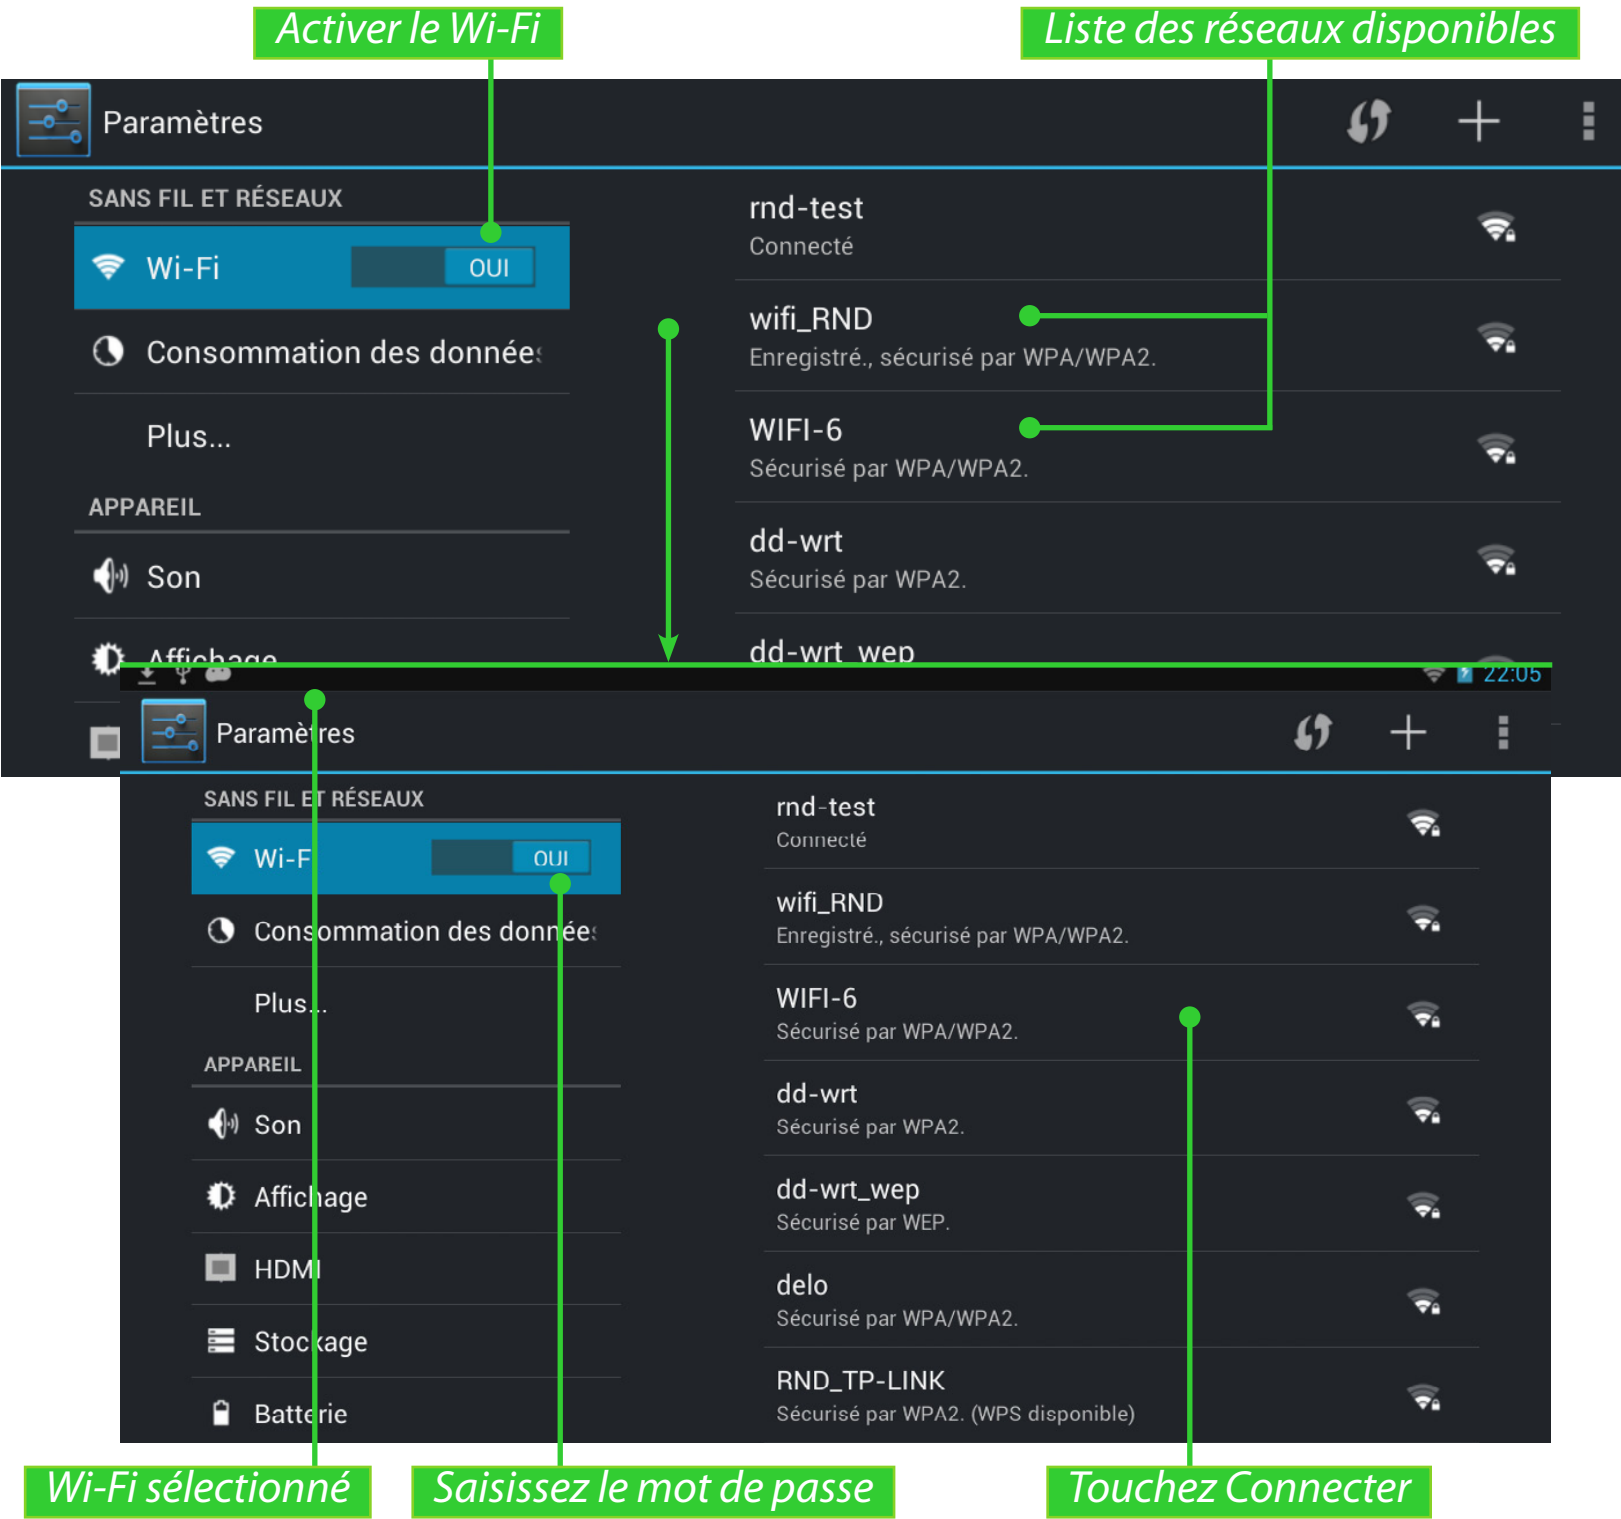 Activer le Wi-Fi
Liste des réseaux disponibles
Paramètres
SANS FIL ET RÉSEAUX
Wi-Fi
OUI
Consommation des données
Plus...
APPAREIL
Son
Affichage
rnd-test
Connecté
wifi_RND
Enregistré., sécurisé par WPA/WPA2.
WIFI-6
Sécurisé par WPA/WPA2.
dd-wrt
Sécurisé par WPA2.
dd-wrt_wep
22:05
Paramètres
SANS FIL ET RÉSEAUX
Wi-F
OUI
Consommation des données
Plus...
APPAREIL
Son
Affichage
HDMI
Stockage
Batterie
rnd-test
Connecté
wifi_RND
Enregistré., sécurisé par WPA/WPA2.
WIFI-6
Sécurisé par WPA/WPA2.
dd-wrt
Sécurisé par WPA2.
dd-wrt_wep
Sécurisé par WEP.
delo
Sécurisé par WPA/WPA2.
RND_TP-LINK
Sécurisé par WPA2. (WPS disponible)
Wi-Fi sélectionné
Saisissez le mot de passe
Touchez Connecter